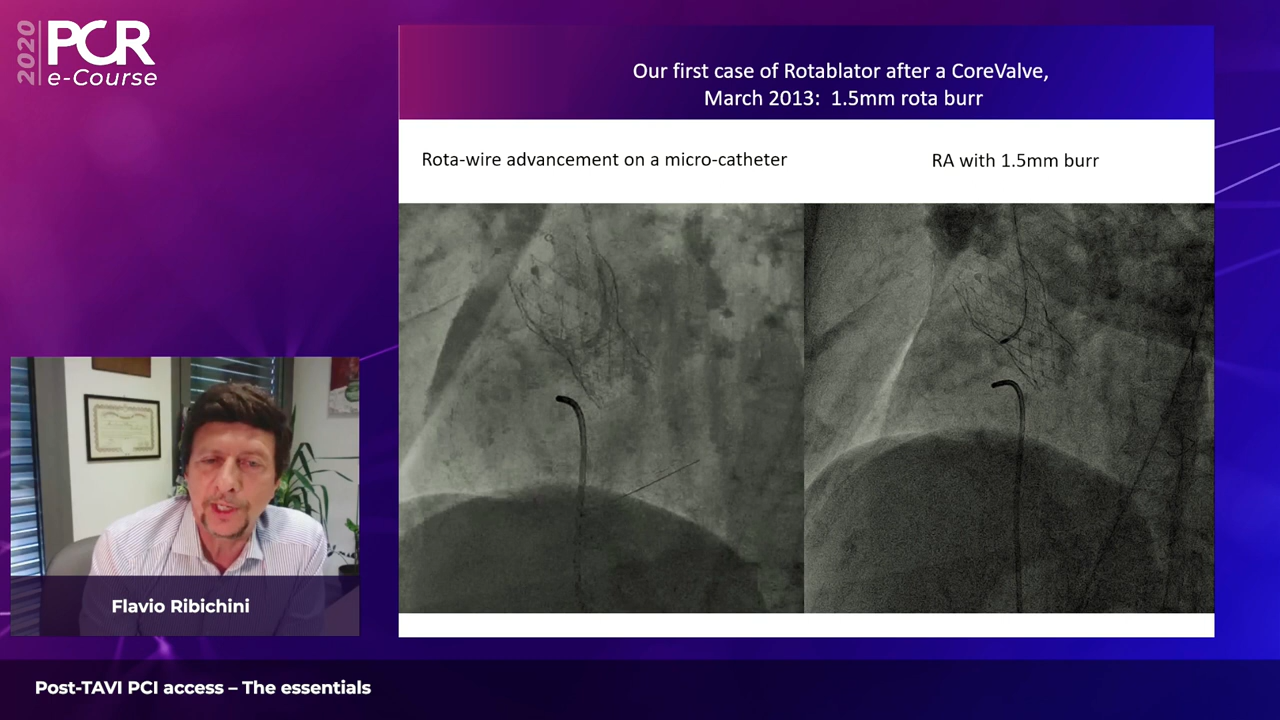 2020
PCR
e-Course
Our first case of Rotablator after a CoreValve,
March 2013: 1.5mm rota burr
Rota-wire advancement on a micro-catheter
RA with 1.5mm burr
Flavio Ribichini
Post-TAVI PCI access – The essentials